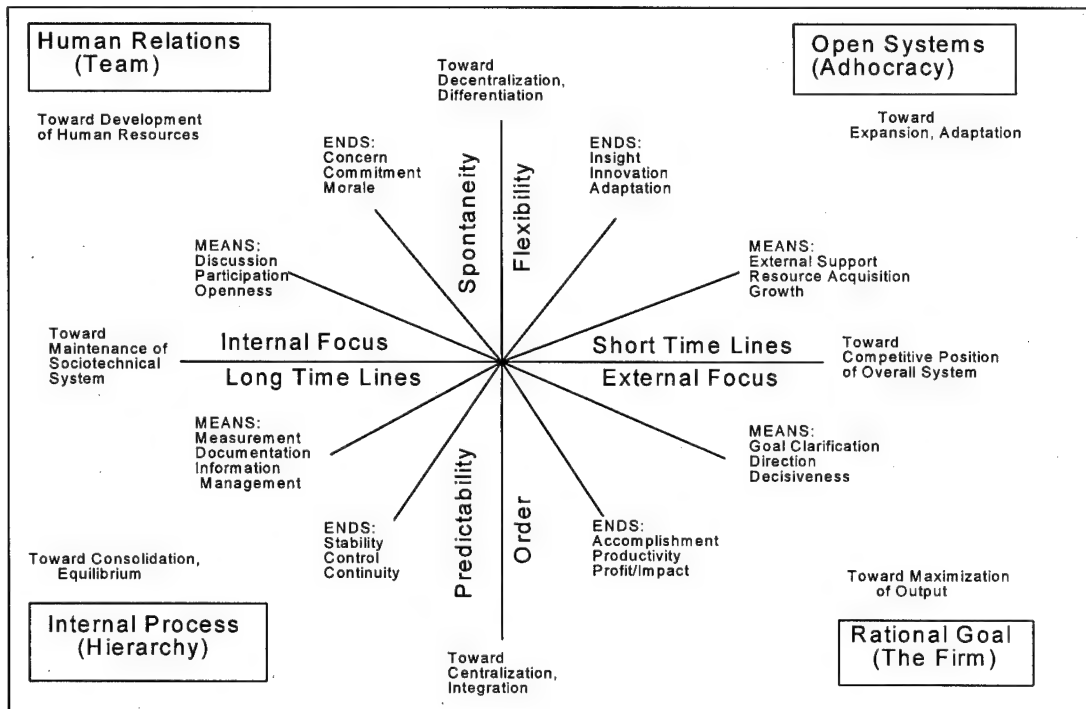 Human Relations
(Team)
Toward Development
of Human Resources
Toward
Decentralization,
Differentiation
Open Systems
(Adhocracy)
Toward
Expansion, Adaptation
ENDS:
Concern
Commitment
Morale
Spontaneity
Flexibility
ENDS:
Insight
Innovation
Adaptation
MEANS:
Discussion
Participation
Openness
MEANS:
External Support
Resource Acquisition
Growth
Toward
Maintenance of
Sociotechnical
System
Internal Focus
Long Time Lines
Short Time Lines
External Focus
Toward
Competitive Position
of Overall System
MEANS:
Measurement
Documentation
Information
Management
MEANS:
Goal Clarification
Direction
Decisiveness
ENDS:
Stability
Control
Continuity
Predictability
Order
ENDS:
Accomplishment
Productivity
Profit/Impact
Toward Consolidation,
Equilibrium
Internal Process
(Hierarchy)
Toward
Centralization,
Integration
Toward Maximization
of Output
Rational Goal
(The Firm)